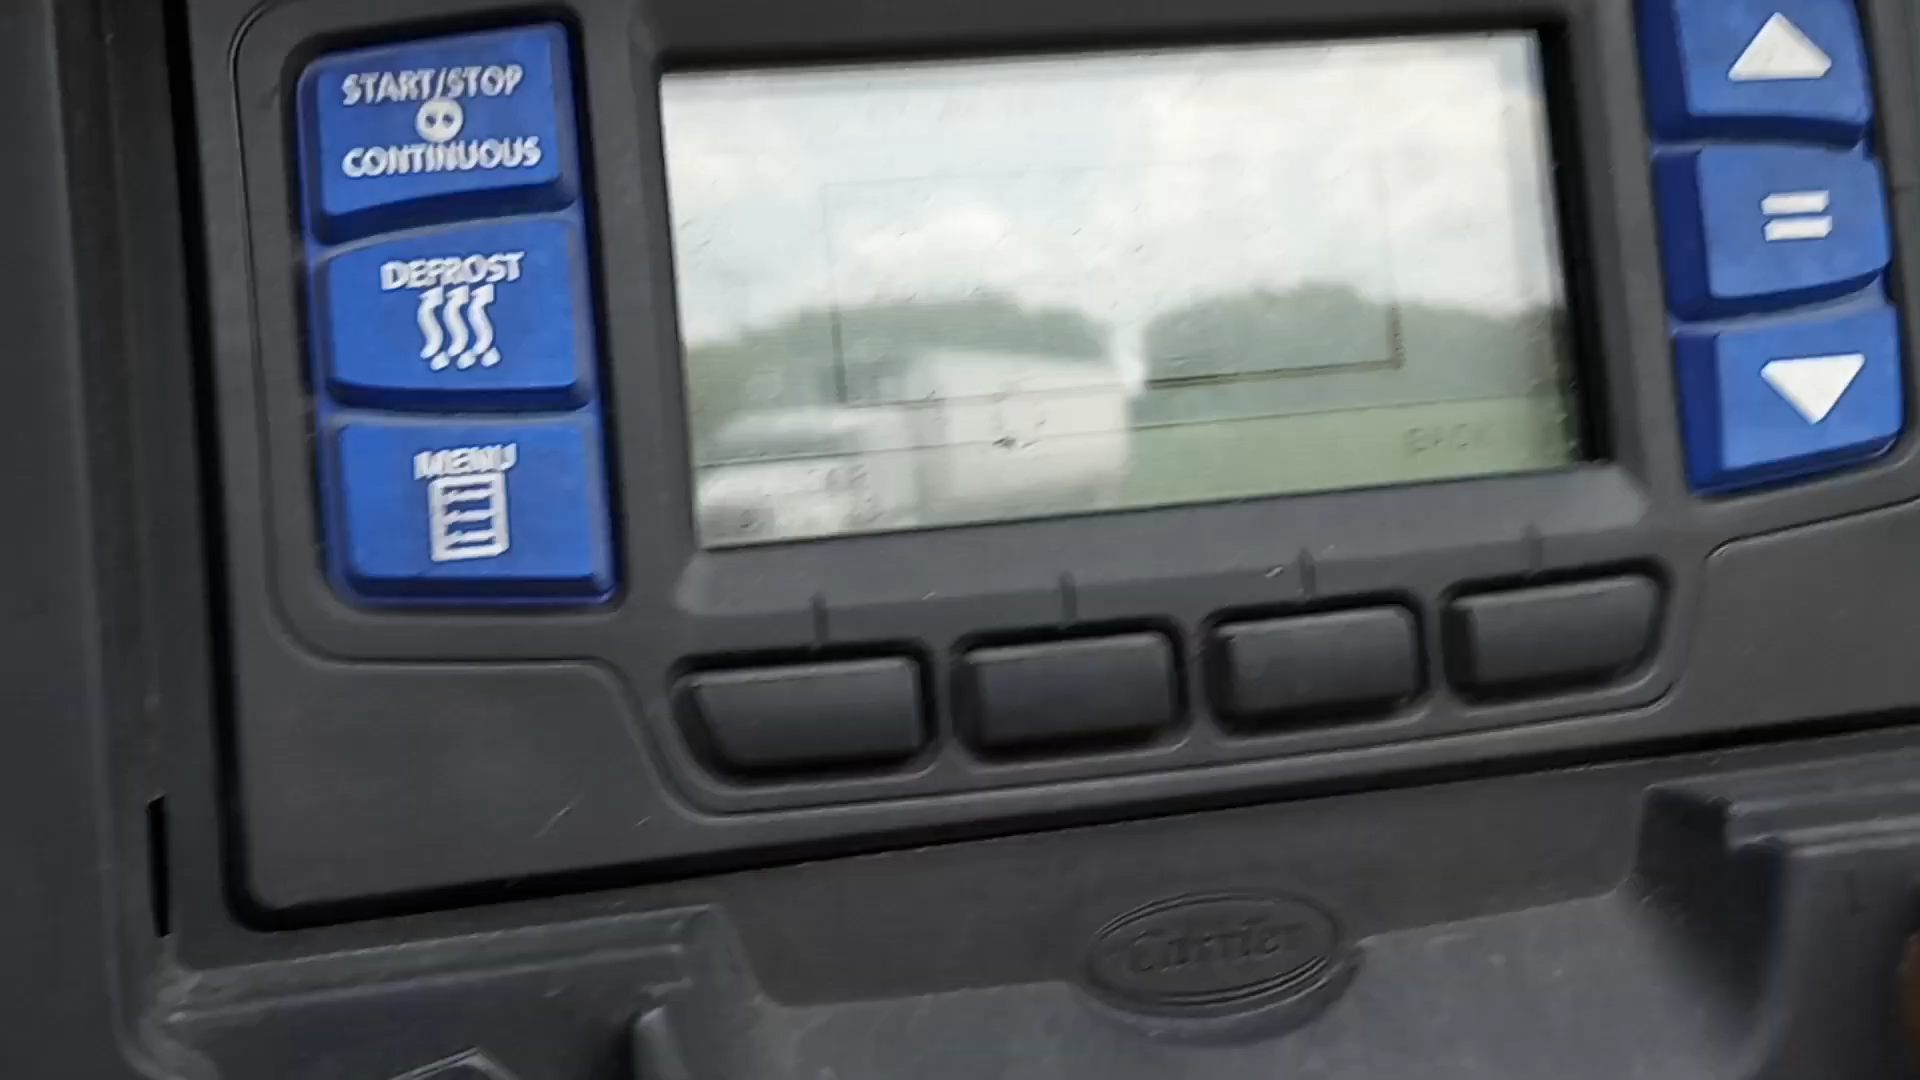 START/STOP
CONTINUOUS
DEFROST
MENU
BACK
Carrier